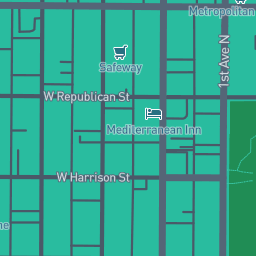 Metropolitan
Safeway
1st Ave N
W Republican St
Mediterranean Inn
W Harrison St